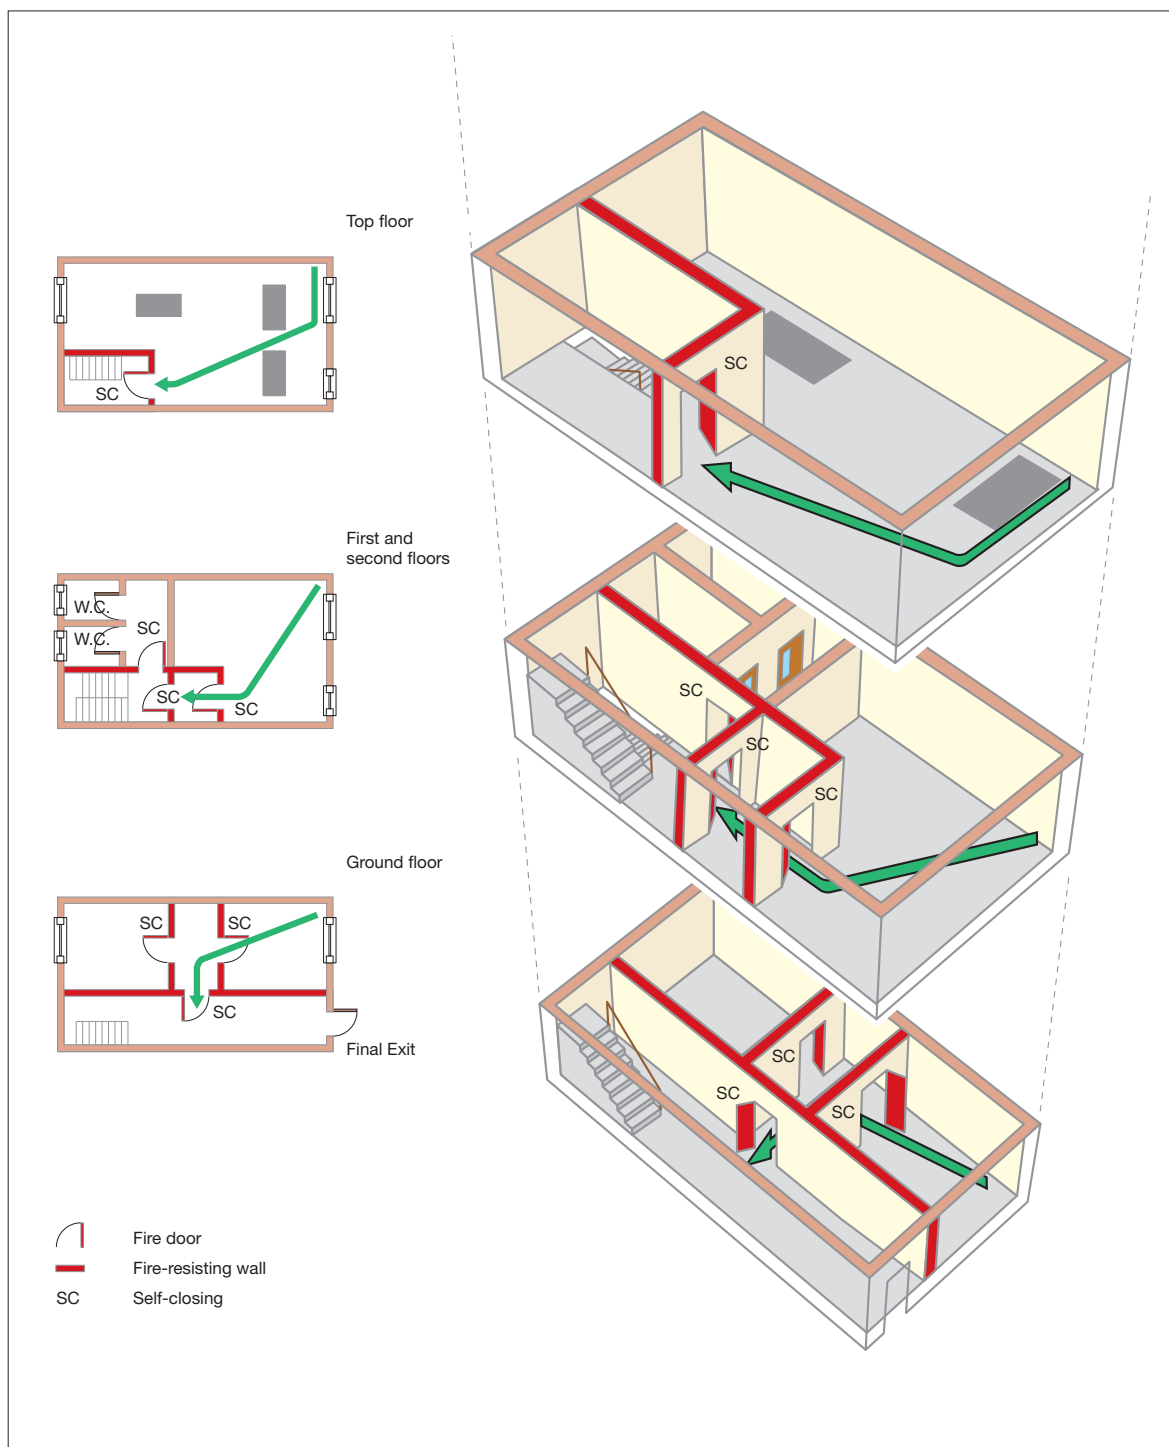 Top floor
SC
SC
First and
second floors
W.C.
W.C.
SC
SC
SC
SC
SC
SC
Ground floor
SC
SC
SC
Final Exit
SC
SC
SC
Fire door
Fire-resisting wall
SC
Self-closing